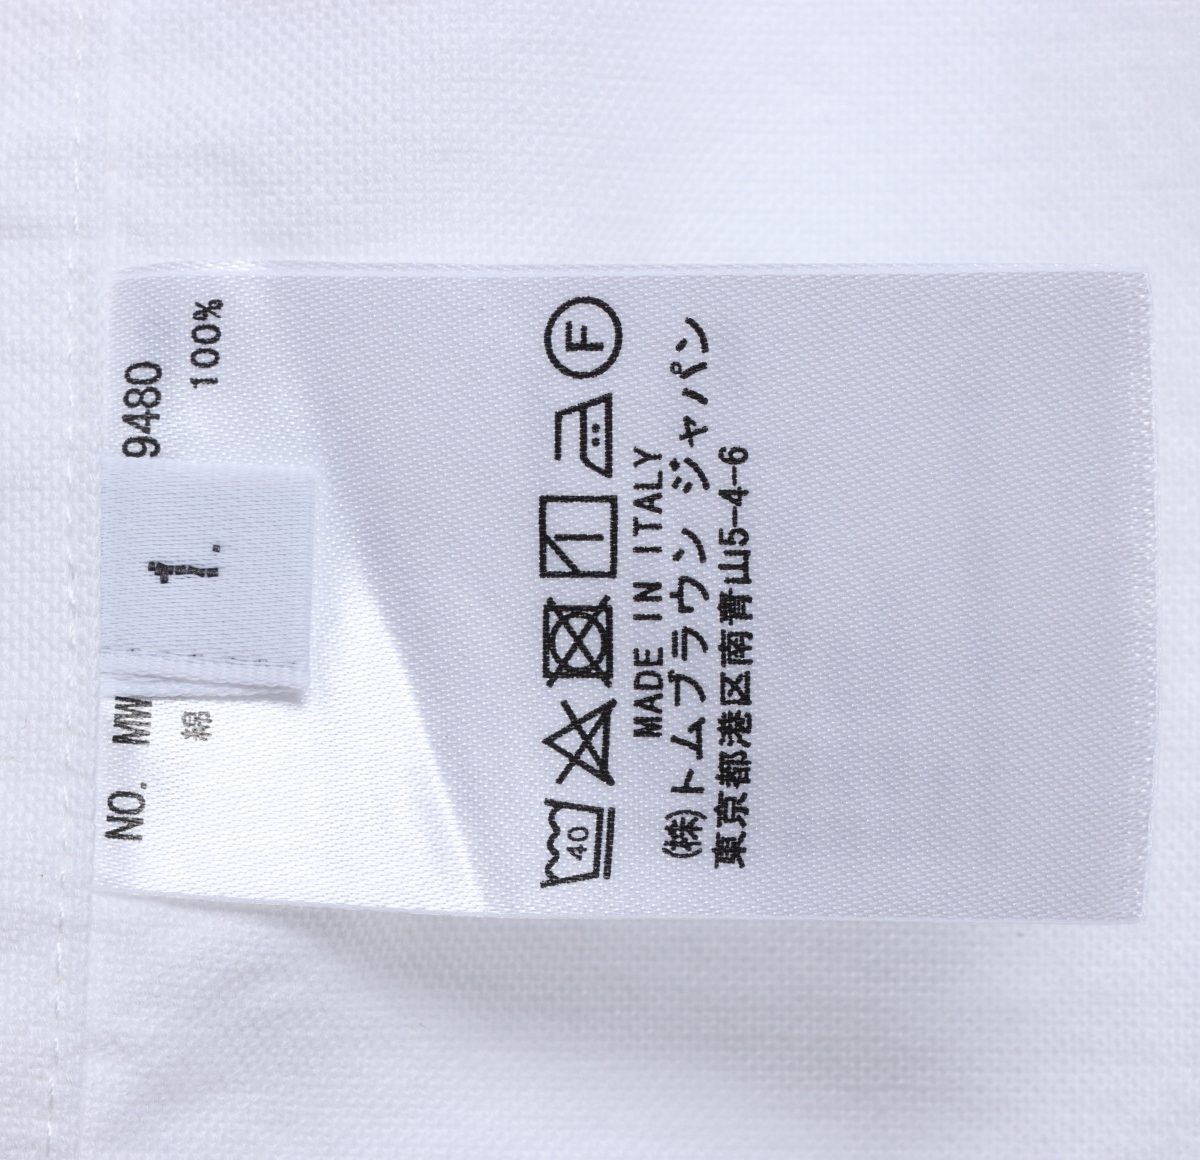 NO. MW 9480
綿 100%
1.
40 F
MADE IN ITALY
(株)トムブラウン ジャパン
東京都港区南青山5-4-6